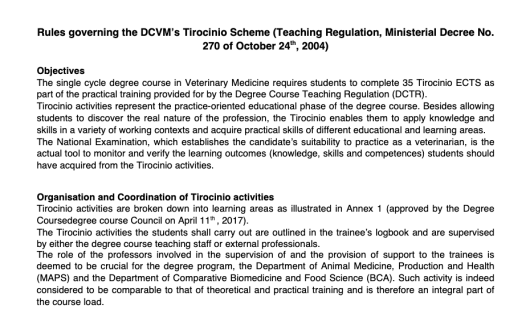 Rules governing the DCVM's Tirocinio Scheme (Teaching Regulation, Ministerial Decree No.
270 of October 24th, 2004)
Objectives
The single cycle degree course in Veterinary Medicine requires students to complete 35 Tirocinio ECTS as
part of the practical training provided for by the Degree Course Teaching Regulation (DCTR).
Tirocinio activities represent the practice-oriented educational phase of the degree course. Besides allowing
students to discover the real nature of the profession, the Tirocinio enables them to apply knowledge and
skills in a variety of working contexts and acquire practical skills of different educational and learning areas.
The National Examination, which establishes the candidate's suitability to practice as a veterinarian, is the
actual tool to monitor and verify the learning outcomes (knowledge, skills and competences) students should
have acquired from the Tirocinio activities.
Organisation and Coordination of Tirocinio activities
Tirocinio activities are broken down into learning areas as illustrated in Annex 1 (approved by the Degree
Coursedegree course Council on April 11th , 2017).
The Tirocinio activities the students shall carry out are outlined in the trainee's logbook and are supervised
by either the degree course teaching staff or external professionals.
The role of the professors involved in the supervision of and the provision of support to the trainees is
deemed to be crucial for the degree program, the Department of Animal Medicine, Production and Health
(MAPS) and the Department of Comparative Biomedicine and Food Science (BCA). Such activity is indeed
considered to be comparable to that of theoretical and practical training and is therefore an integral part of
the course load.